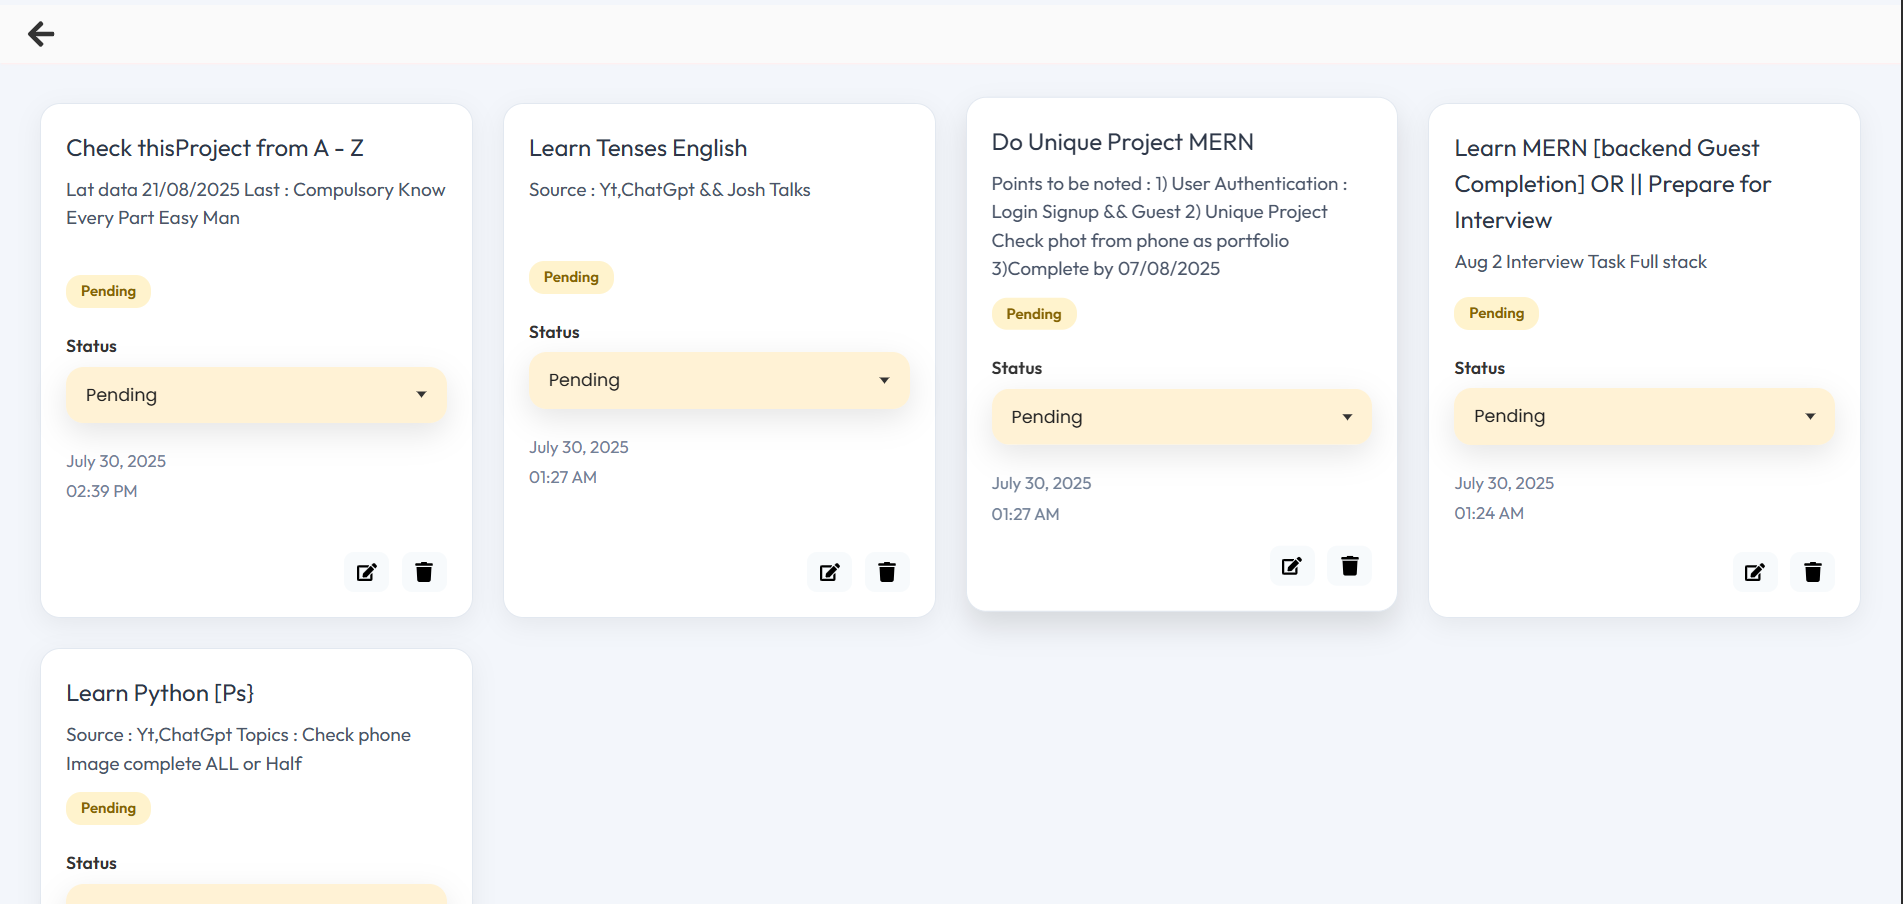 Check thisProject from A - Z
Lat data 21/08/2025 Last : Compulsory Know
Every Part Easy Man
Pending
Status
Pending
July 30, 2025
02:39 PM
Learn Tenses English
Source : Yt,ChatGpt && Josh Talks
Pending
Status
Pending
July 30, 2025
01:27 AM
Do Unique Project MERN
Points to be noted : 1) User Authentication :
Login Signup && Guest 2) Unique Project
Check phot from phone as portfolio
3)Complete by 07/08/2025
Pending
Status
Pending
July 30, 2025
01:27 AM
Learn MERN [backend Guest
Completion] OR || Prepare for
Interview
Aug 2 Interview Task Full stack
Pending
Status
Pending
July 30, 2025
01:24 AM
Learn Python [Ps}
Source : Yt,ChatGpt Topics : Check phone
Image complete ALL or Half
Pending
Status